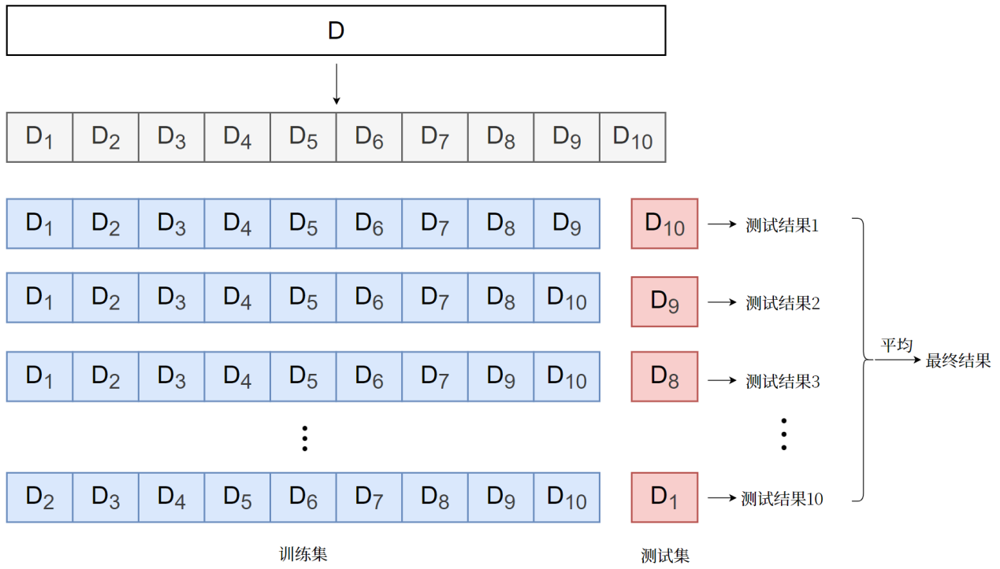 D
D₁ D₂ D₃ D₄ D₅ D₆ D₇ D₈ D₉ D₁₀
D₁ D₂ D₃ D₄ D₅ D₆ D₇ D₈ D₉ D₁₀ 测试结果1
D₁ D₂ D₃ D₄ D₅ D₆ D₇ D₈ D₁₀ D₉ 测试结果2
平均
最终结果
D₁ D₂ D₃ D₄ D₅ D₆ D₇ D₉ D₁₀ D₈ 测试结果3
D₂ D₃ D₄ D₅ D₆ D₇ D₈ D₉ D₁₀ D₁ 测试结果10
训练集 测试集